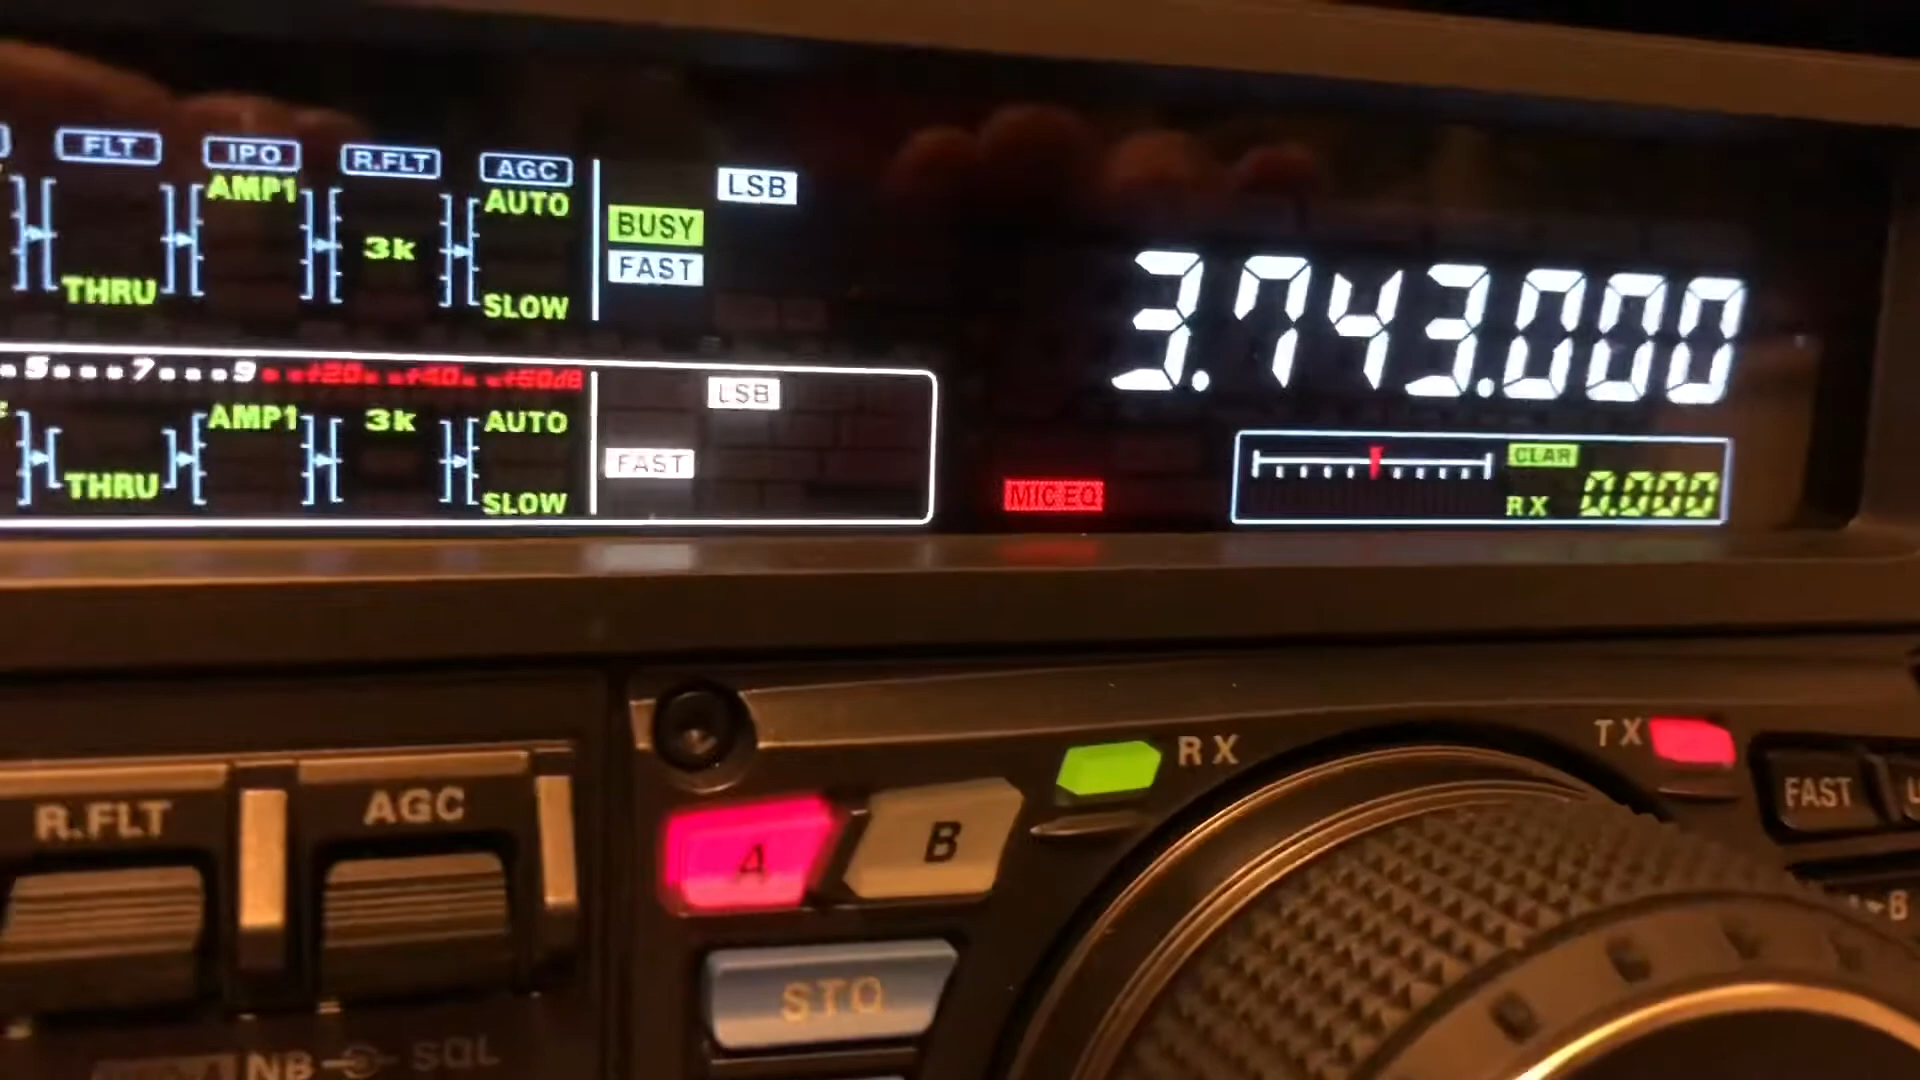 FLT IPO R.FLT AGC
AMP1 AUTO
LSB
BUSY
3k
FAST
THRU SLOW
3.743.000
5 7 9 +20 +40 +60dB
LSB
AMP1 3k AUTO
CLAR
FAST
THRU SLOW
MIC EQ
RX 0.000
RX
TX
FAST
R.FLT AGC
A B
B
STO
NB SQL